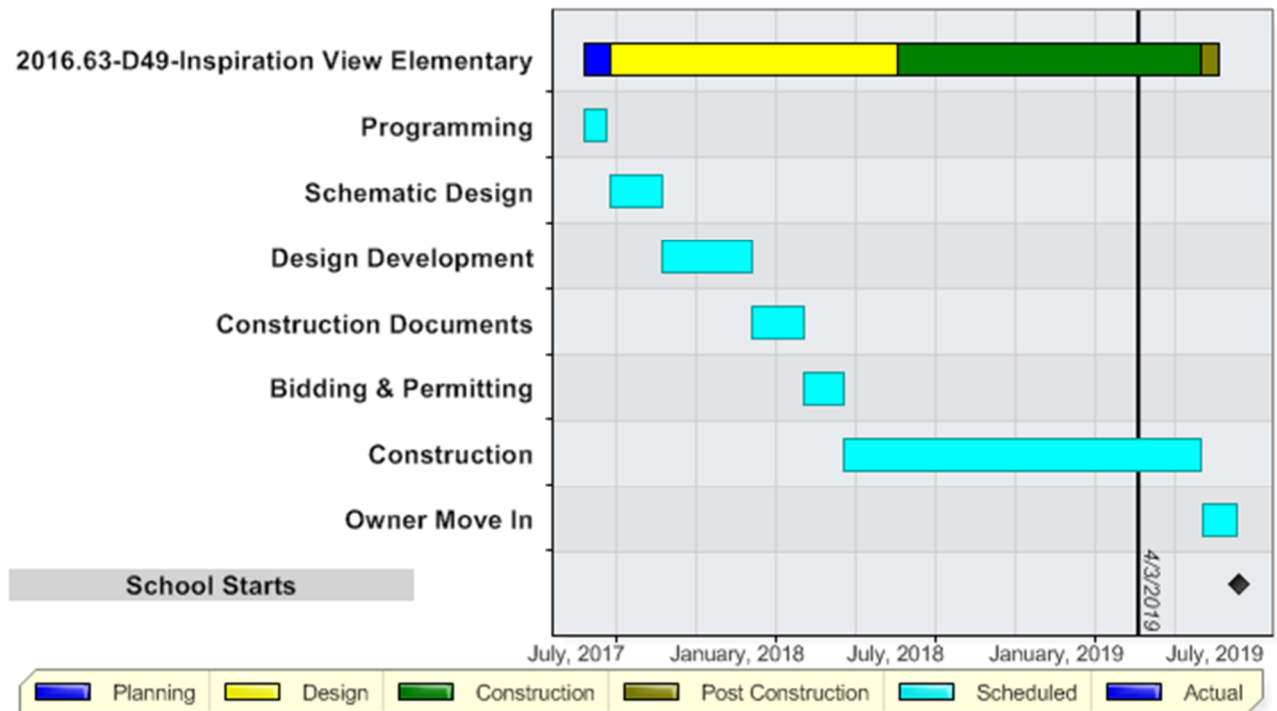 2016.63-D49-Inspiration View Elementary
Programming
Schematic Design
Design Development
Construction Documents
Bidding & Permitting
Construction
Owner Move In
School Starts
4/3/2019
July, 2017 January, 2018 July, 2018 January, 2019 July, 2019
Planning Design Construction Post Construction Scheduled Actual